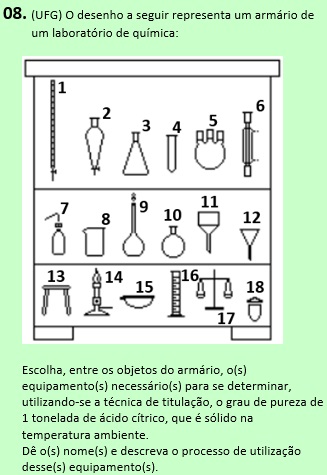 08. (UFG) O desenho a seguir representa um armário de
um laboratório de química:
1
2
3
4
5
6
7
8
9
10
11
12
13
14
15
16
17
18
Escolha, entre os objetos do armário, o(s)
equipamento(s) necessário(s) para se determinar,
utilizando-se a técnica de titulação, o grau de pureza de
1 tonelada de ácido cítrico, que é sólido na
temperatura ambiente.
Dê o(s) nome(s) e descreva o processo de utilização
desse(s) equipamento(s).